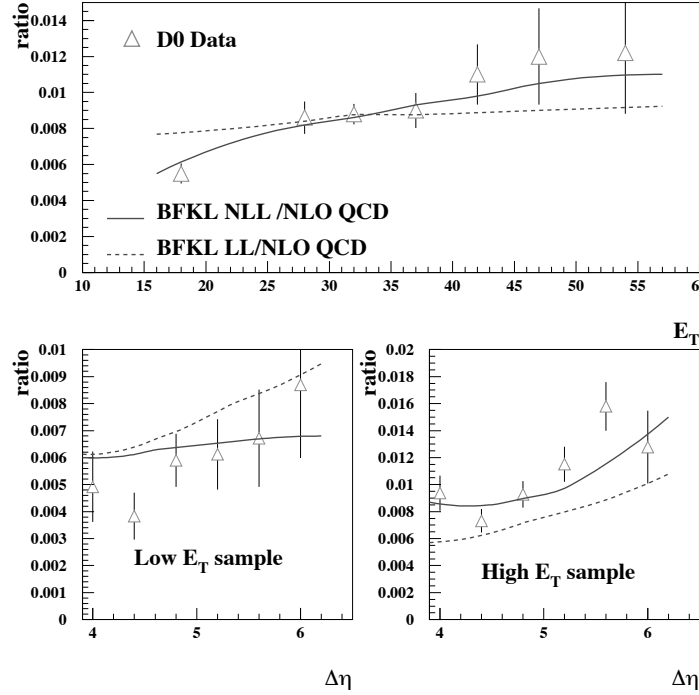 ratio
0.014
0.012
0.01
0.008
0.006
0.004
0.002
0
D0 Data
BFKL NLL /NLO QCD
BFKL LL/NLO QCD
10 15 20 25 30 35 40 45 50 55 6
E_T
ratio
0.01
0.009
0.008
0.007
0.006
0.005
0.004
0.003
0.002
0.001
0
Low E_T sample
4 5 6
Δη
ratio
0.02
0.018
0.016
0.014
0.012
0.01
0.008
0.006
0.004
0.002
0
High E_T sample
4 5 6
Δη